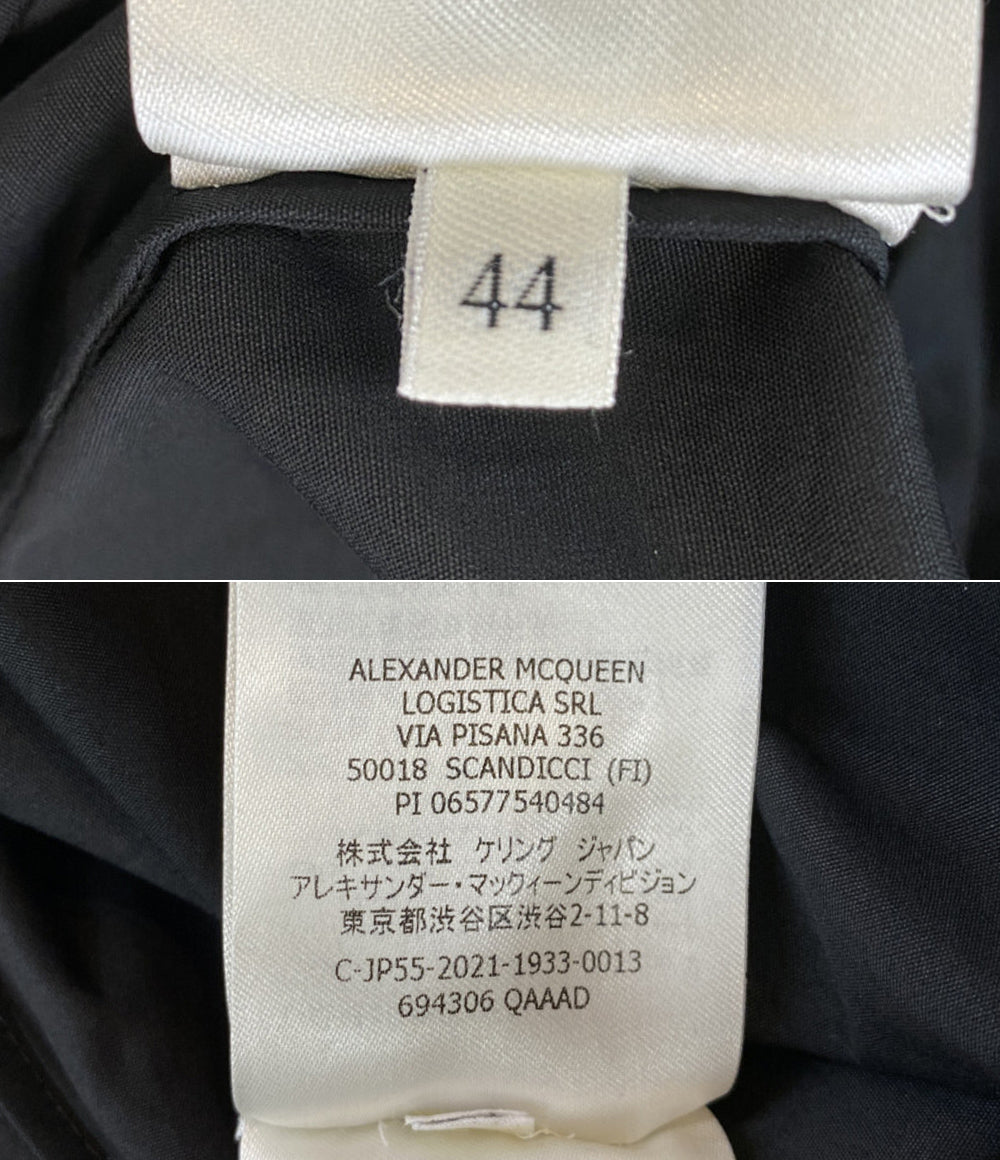 44
ALEXANDER MCQUEEN
LOGISTICA SRL
VIA PISANA 336
50018 SCANDICCI (FI)
PI 06577540484
株式会社 ケリング ジャパン
アレキサンダー・マックィーンディビジョン
東京都渋谷区渋谷2-11-8
C-JP55-2021-1933-0013
694306 QAAAD